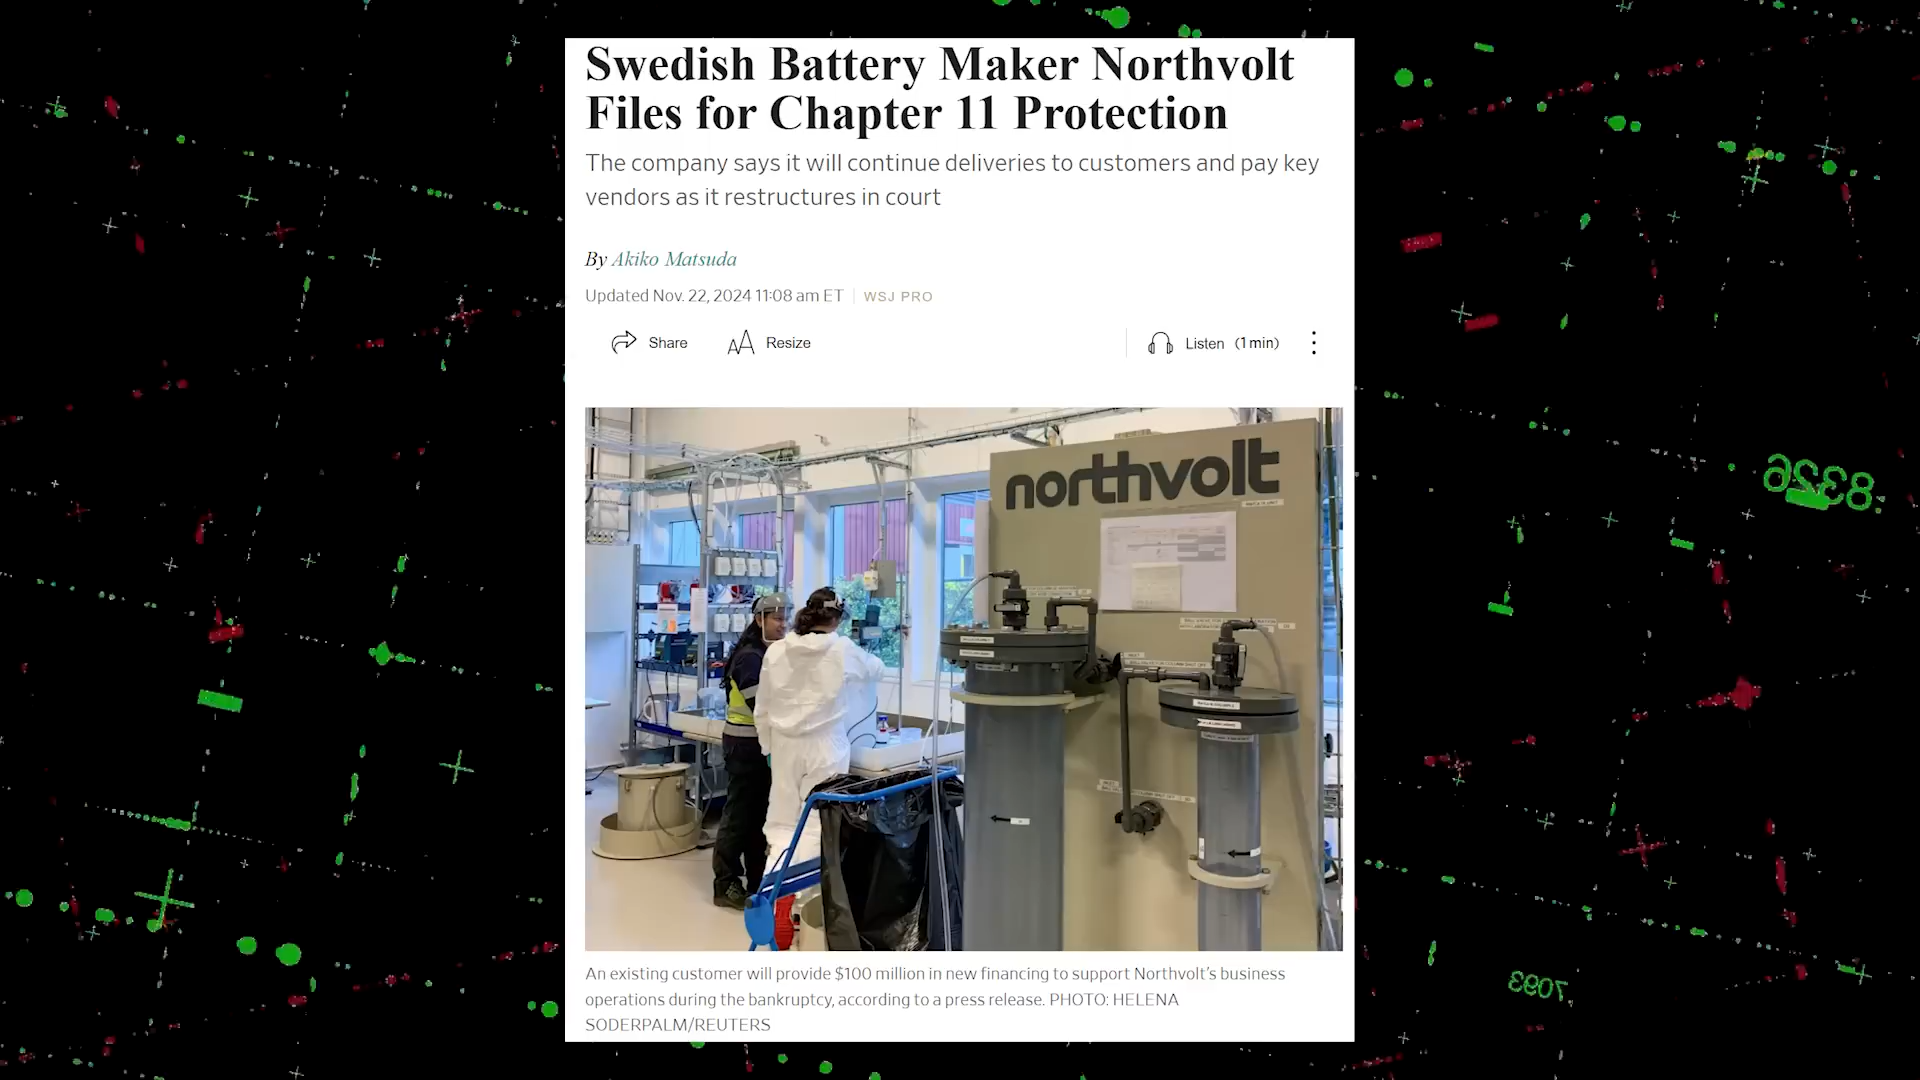 Swedish Battery Maker Northvolt
Files for Chapter 11 Protection
The company says it will continue deliveries to customers and pay key
vendors as it restructures in court
By Akiko Matsuda
Updated Nov. 22, 2024 11:08 am ET | WSJ PRO
Share
Resize
Listen (1 min)
northvolt
8326
An existing customer will provide $100 million in new financing to support Northvolt's business
operations during the bankruptcy, according to a press release. PHOTO: HELENA
SODERPALM/REUTERS
7093